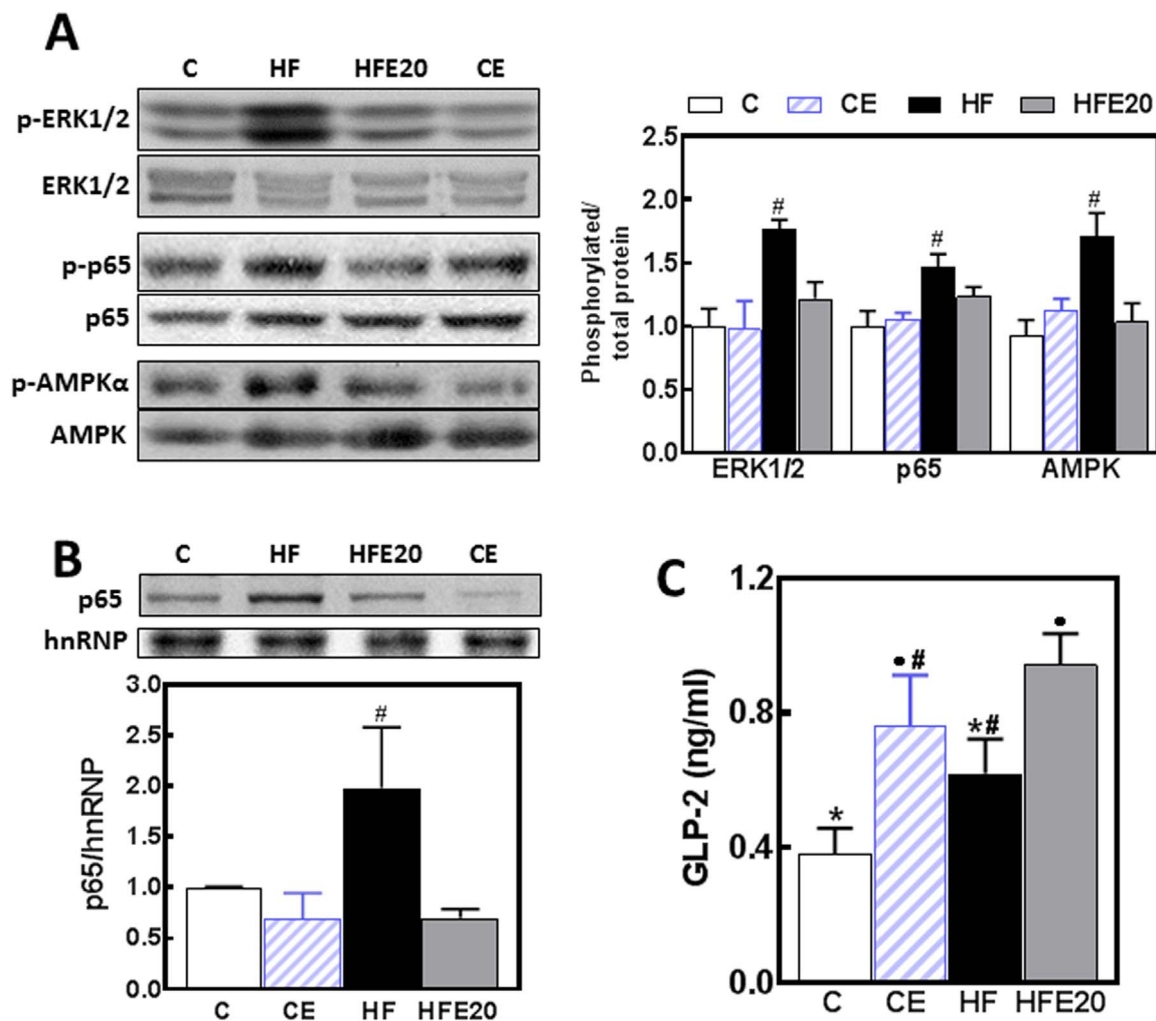 A
C HF HFE20 CE
p-ERK1/2
ERK1/2
p-p65
p65
p-AMPKα
AMPK
C CE HF HFE20
Phosphorylated/
total protein
2.5
2.0
1.5
1.0
0.5
0.0
# # #
ERK1/2 p65 AMPK
B
C HF HFE20 CE
p65
hnRNP
p65/hnRNP
3.0
2.5
2.0
1.5
1.0
0.5
0.0
#
C CE HF HFE20
C
GLP-2 (ng/ml)
1.2
0.8
0.4
0.0
* •# *# •
C CE HF HFE20